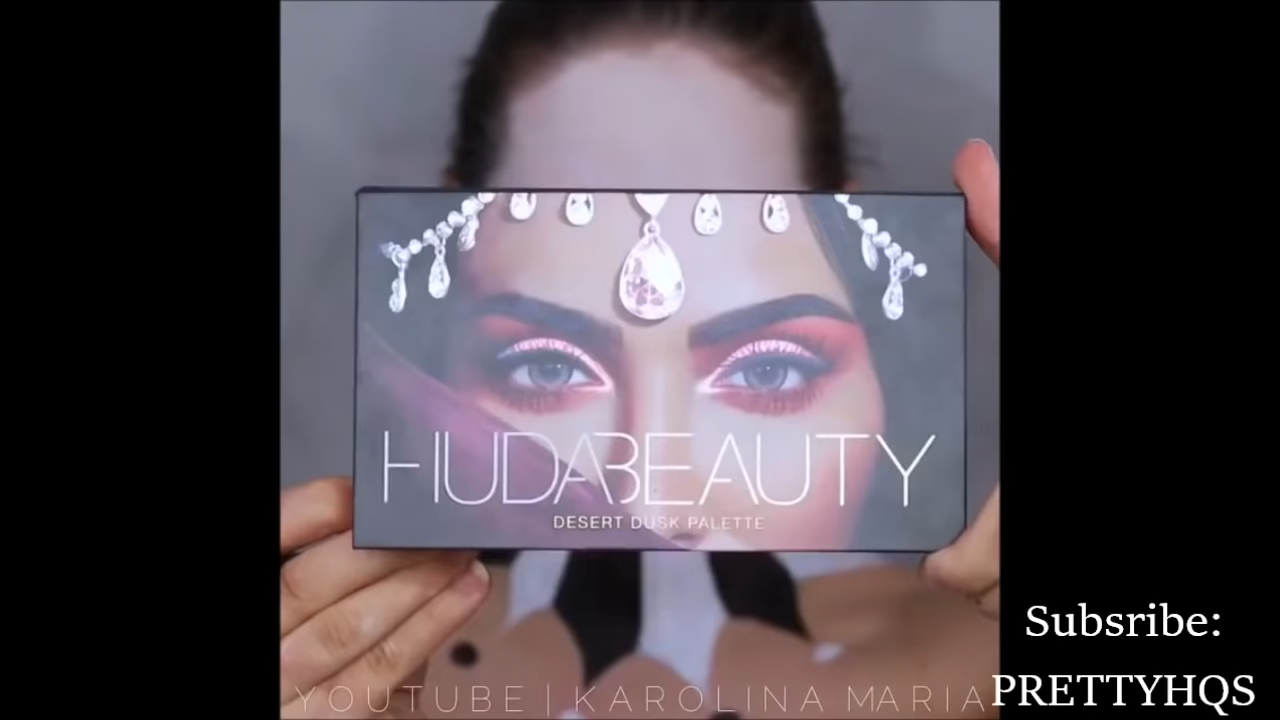 HUDABEAUTY
DESERT DUSK PALETTE
YOUTUBE | KAROLINA MARIA
Subsribe:
PRETTYHQS